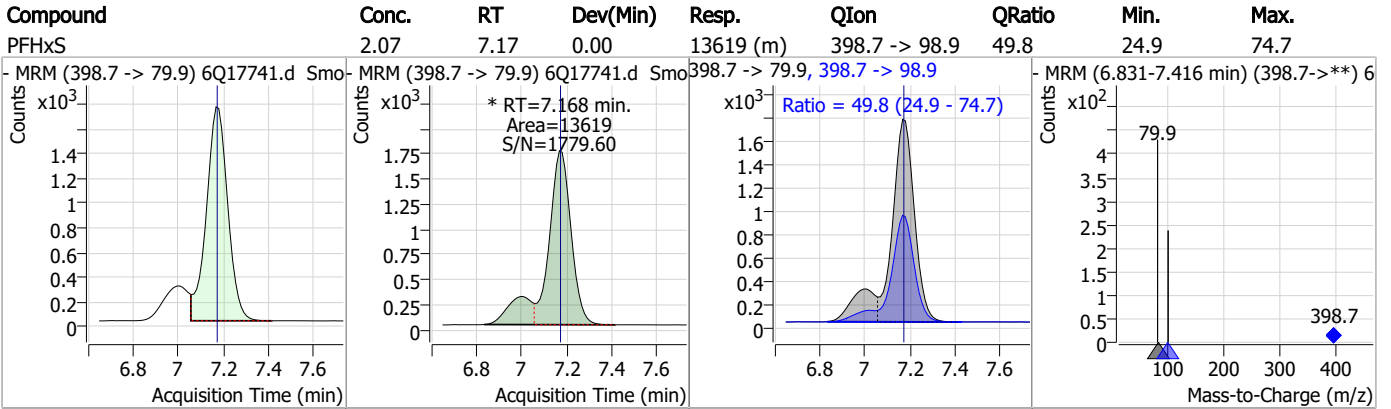 Compound Conc. RT Dev(Min) Resp. QIon QRatio Min. Max.
PFHxS 2.07 7.17 0.00 13619 (m) 398.7 -> 98.9 49.8 24.9 74.7
- MRM (398.7 -> 79.9) 6Q17741.d Smo
Counts
x10³
1.4
1.2
1
0.8
0.6
0.4
0.2
0
6.8 7 7.2 7.4 7.6
Acquisition Time (min)
- MRM (398.7 -> 79.9) 6Q17741.d Smo
Counts
x10³
* RT=7.168 min.
Area=13619
S/N=1779.60
1.75
1.5
1.25
1
0.75
0.5
0.25
0
6.8 7 7.2 7.4 7.6
Acquisition Time (min)
398.7 -> 79.9, 398.7 -> 98.9
x10³
Ratio = 49.8 (24.9 - 74.7)
1.6
1.4
1.2
1
0.8
0.6
0.4
0.2
0
6.8 7 7.2 7.4 7.6
Acquisition Time (min)
- MRM (6.831-7.416 min) (398.7->**) 6
Counts
x10²
79.9
4
3.5
3
2.5
2
1.5
1
0.5
0
398.7
100 200 300 400
Mass-to-Charge (m/z)